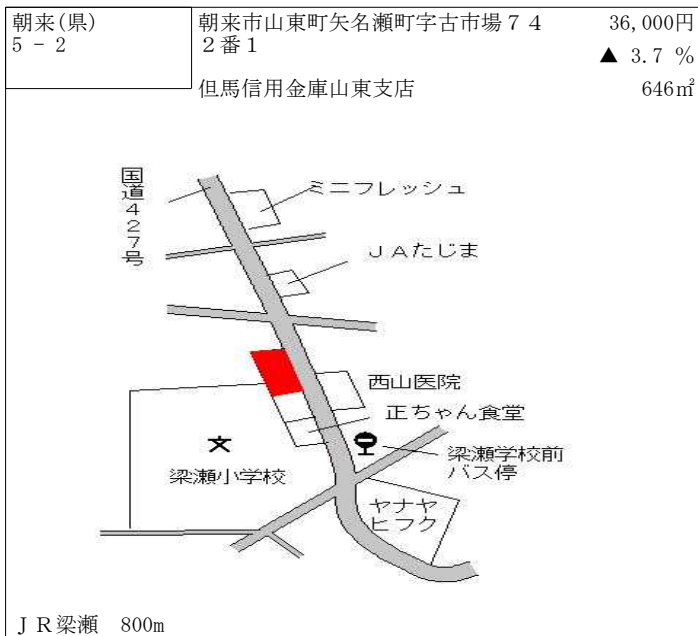 朝来(県)
5 - 2
朝来市山東町矢名瀬町字古市場７４
２番１
但馬信用金庫山東支店
36,000円
▲ 3.7 %
646㎡
国道427号
ミニフレッシュ
ＪＡたじま
西山医院
正ちゃん食堂
文
梁瀬小学校
梁瀬学校前
バス停
ヤナヤ
ヒフク
ＪＲ梁瀬　800m